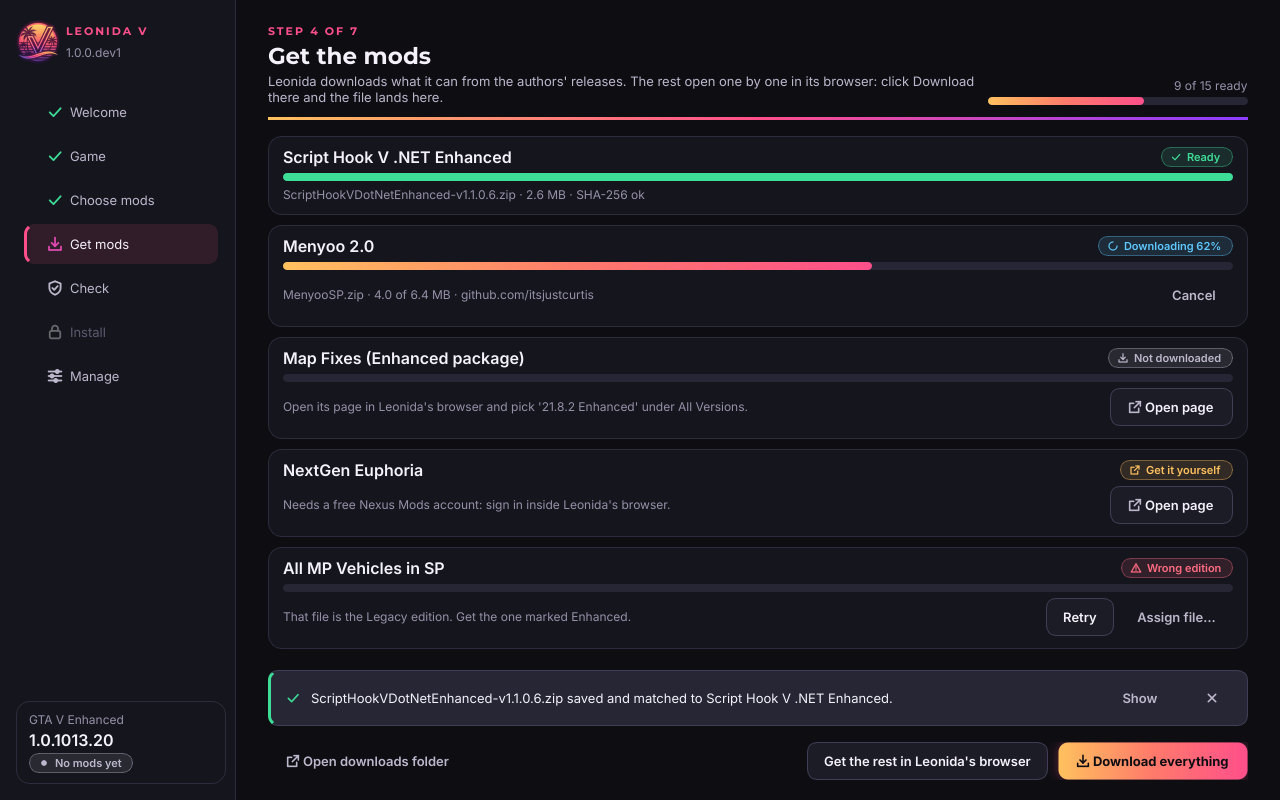 LEONIDA V
1.0.0.dev1
Welcome
Game
Choose mods
Get mods
Check
Install
Manage
GTA V Enhanced
1.0.1013.20
No mods yet
STEP 4 OF 7
Get the mods
Leonida downloads what it can from the authors' releases. The rest open one by one in its browser: click Download
there and the file lands here.
9 of 15 ready
Script Hook V .NET Enhanced
Ready
ScriptHookVDotNetEnhanced-v1.1.0.6.zip · 2.6 MB · SHA-256 ok
Menyoo 2.0
Downloading 62%
MenyooSP.zip · 4.0 of 6.4 MB · github.com/itsjustcurtis
Cancel
Map Fixes (Enhanced package)
Not downloaded
Open its page in Leonida's browser and pick '21.8.2 Enhanced' under All Versions.
Open page
NextGen Euphoria
Get it yourself
Needs a free Nexus Mods account: sign in inside Leonida's browser.
Open page
All MP Vehicles in SP
Wrong edition
That file is the Legacy edition. Get the one marked Enhanced.
Retry
Assign file...
ScriptHookVDotNetEnhanced-v1.1.0.6.zip saved and matched to Script Hook V .NET Enhanced.
Show
Open downloads folder
Get the rest in Leonida's browser
Download everything